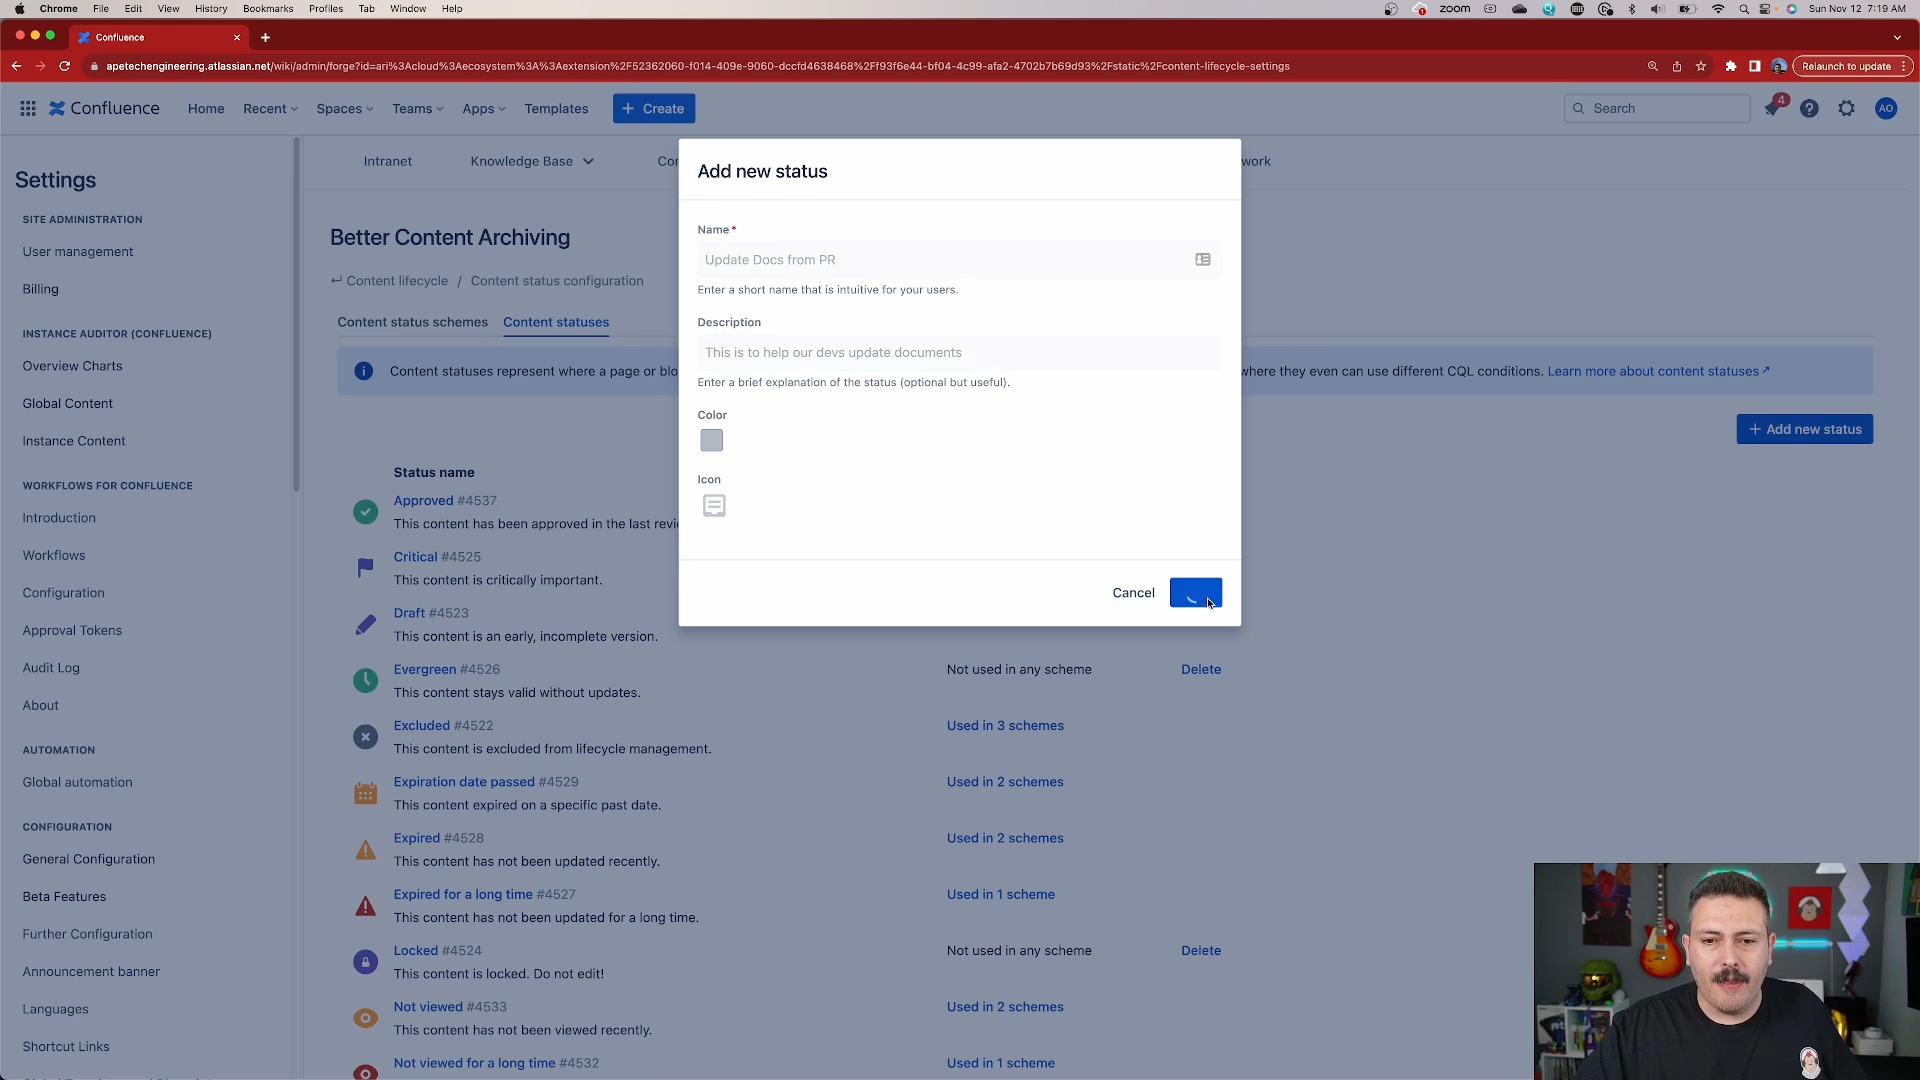 Chrome File Edit View History Bookmarks Profiles Tab Window Help
1 zoom Sun Nov 12 7:19 AM
Confluence
apetechengineering.atlassian.net/wiki/admin/forge?id=ari%3Acloud%3Aecosystem%3A%3Aextension%2F52362060-f014-409e-9060-dccfd4638468%2Ff93f6e44-bf04-4c99-afa2-4702b7b69d93%2Fstatic%2Fcontent-lifecycle-settings
Relaunch to update
Confluence Home Recent Spaces Teams Apps Templates + Create
Search 4 AO
Settings
SITE ADMINISTRATION
User management
Billing
INSTANCE AUDITOR (CONFLUENCE)
Overview Charts
Global Content
Instance Content
WORKFLOWS FOR CONFLUENCE
Introduction
Workflows
Configuration
Approval Tokens
Audit Log
About
AUTOMATION
Global automation
CONFIGURATION
General Configuration
Beta Features
Further Configuration
Announcement banner
Languages
Shortcut Links
Intranet Knowledge Base Con work
Better Content Archiving
Content lifecycle / Content status configuration
Content status schemes Content statuses
Content statuses represent where a page or blo where they even can use different CQL conditions. Learn more about content statuses
+ Add new status
Status name
Approved #4537
This content has been approved in the last revi
Critical #4525
This content is critically important.
Draft #4523
This content is an early, incomplete version.
Evergreen #4526 Not used in any scheme Delete
This content stays valid without updates.
Excluded #4522 Used in 3 schemes
This content is excluded from lifecycle management.
Expiration date passed #4529 Used in 2 schemes
This content expired on a specific past date.
Expired #4528 Used in 2 schemes
This content has not been updated recently.
Expired for a long time #4527 Used in 1 scheme
This content has not been updated for a long time.
Locked #4524 Not used in any scheme Delete
This content is locked. Do not edit!
Not viewed #4533 Used in 2 schemes
This content has not been viewed recently.
Not viewed for a long time #4532 Used in 1 scheme
Add new status
Name*
Update Docs from PR
Enter a short name that is intuitive for your users.
Description
This is to help our devs update documents
Enter a brief explanation of the status (optional but useful).
Color
Icon
Cancel